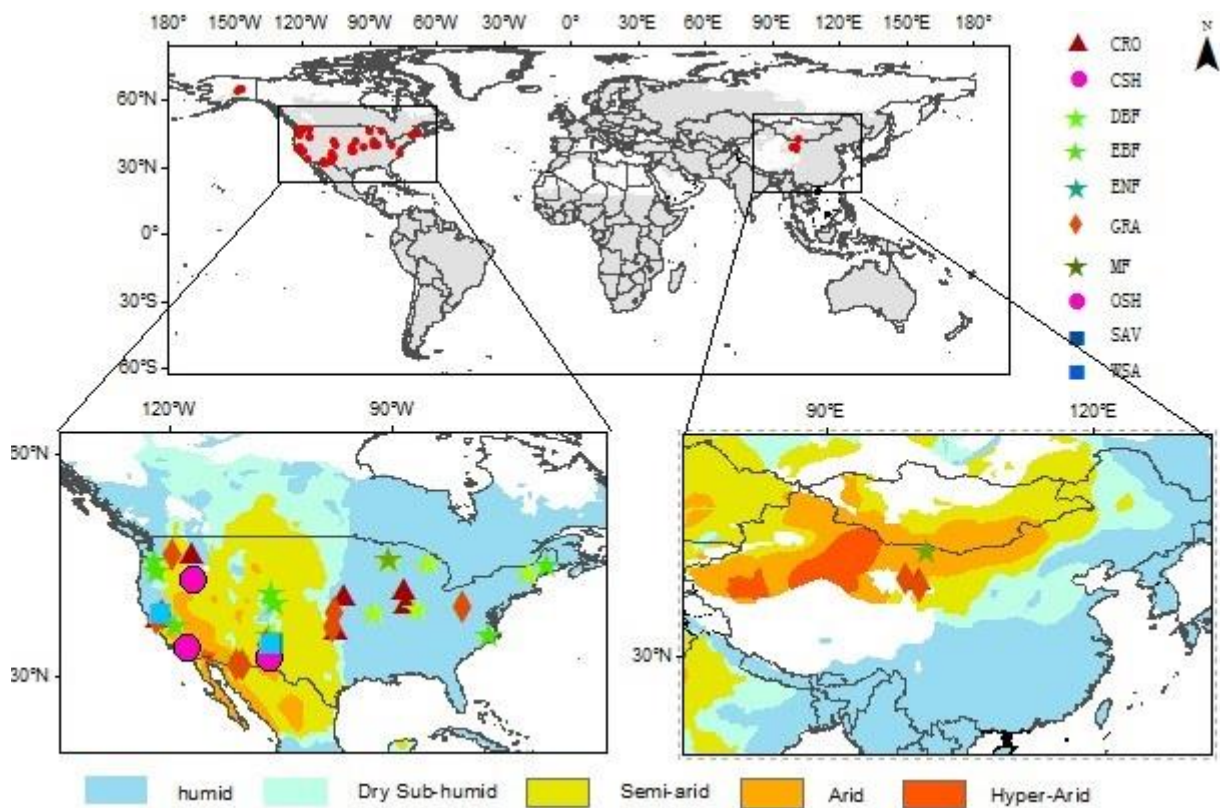 180° 150°W 120°W 90°W 60°W 30°W 0° 30°E 60°E 90°E 120°E 150°E 180°
N
CRO
CSH
DBF
EBF
ENF
GRA
MF
OSH
SAV
WSA
60°N
30°N
0°
30°S
60°S
120°W 90°W
30°N
90°E 120°E
30°N
humid Dry Sub-humid Semi-arid Arid Hyper-Arid